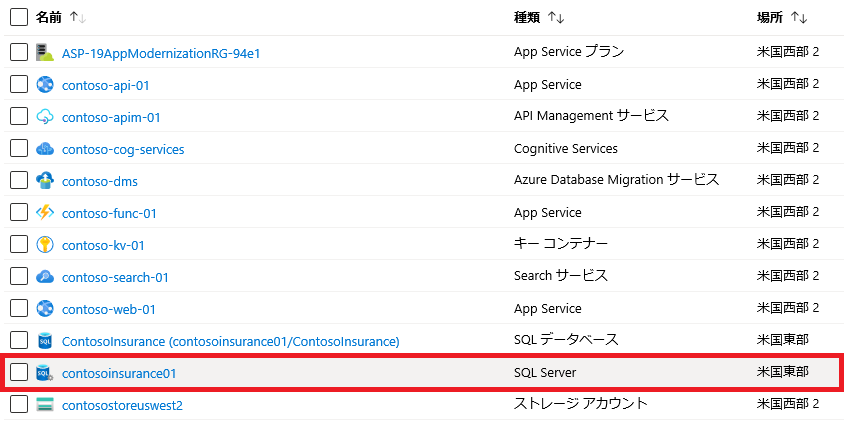 名前 ↑↓ 種類 ↑↓ 場所 ↑↓
ASP-19AppModernizationRG-94e1 App Service プラン 米国西部 2
contoso-api-01 App Service 米国西部 2
contoso-apim-01 API Management サービス 米国西部 2
contoso-cog-services Cognitive Services 米国西部 2
contoso-dms Azure Database Migration サービス 米国西部 2
contoso-func-01 App Service 米国西部 2
contoso-kv-01 キー コンテナー 米国西部 2
contoso-search-01 Search サービス 米国西部 2
contoso-web-01 App Service 米国西部 2
SQL ContosoInsurance (contosoinsurance01/ContosoInsurance) SQL データベース 米国東部
SQL contosoinsurance01 SQL Server 米国東部
contosostoreuswest2 ストレージ アカウント 米国西部 2